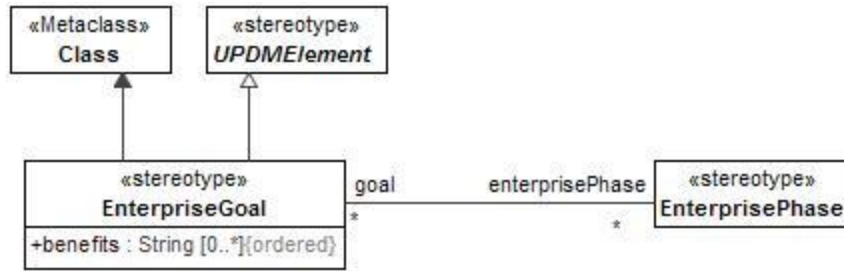 «Metaclass»
Class
«stereotype»
UPDMElement
«stereotype»
EnterpriseGoal
+benefits : String [0..*]{ordered}
goal
*
enterprisePhase
*
«stereotype»
EnterprisePhase